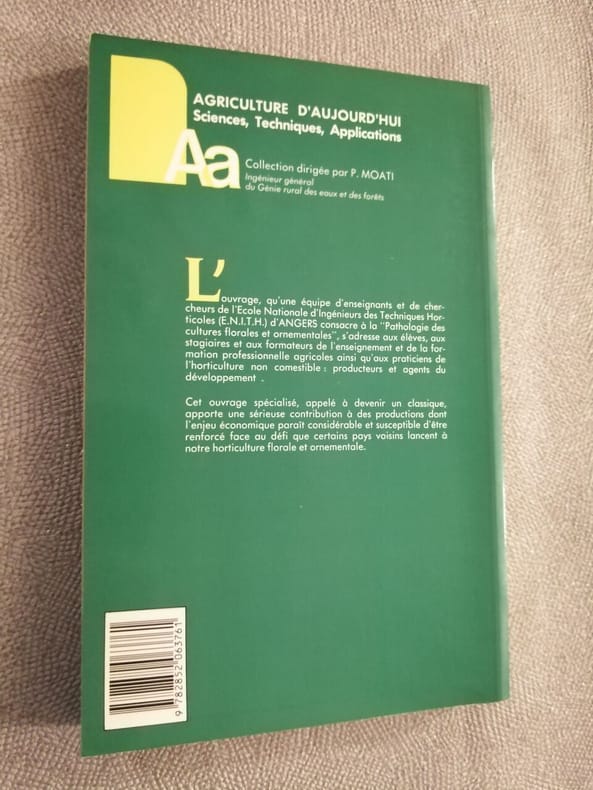 AGRICULTURE D'AUJOURD'HUI
Sciences, Techniques, Applications
Aa
Collection dirigée par P. MOATI
Ingénieur général
du Génie rural des eaux et des forêts
L'ouvrage, qu'une équipe d'enseignants et de cher-
cheurs de l'Ecole Nationale d'Ingénieurs des Techniques Hor-
ticoles (E.N.I.T.H.) d'ANGERS consacre à la "Pathologie des
cultures florales et ornementales", s'adresse aux élèves, aux
stagiaires et aux formateurs de l'enseignement et de la for-
mation professionnelle agricoles ainsi qu'aux praticiens de
l'horticulture non comestible : producteurs et agents du
développement .
Cet ouvrage spécialisé, appelé à devenir un classique,
apporte une sérieuse contribution à des productions dont
l'enjeu économique paraît considérable et susceptible d'être
renforcé face au défi que certains pays voisins lancent à
notre horticulture florale et ornementale.
9 782852 063761